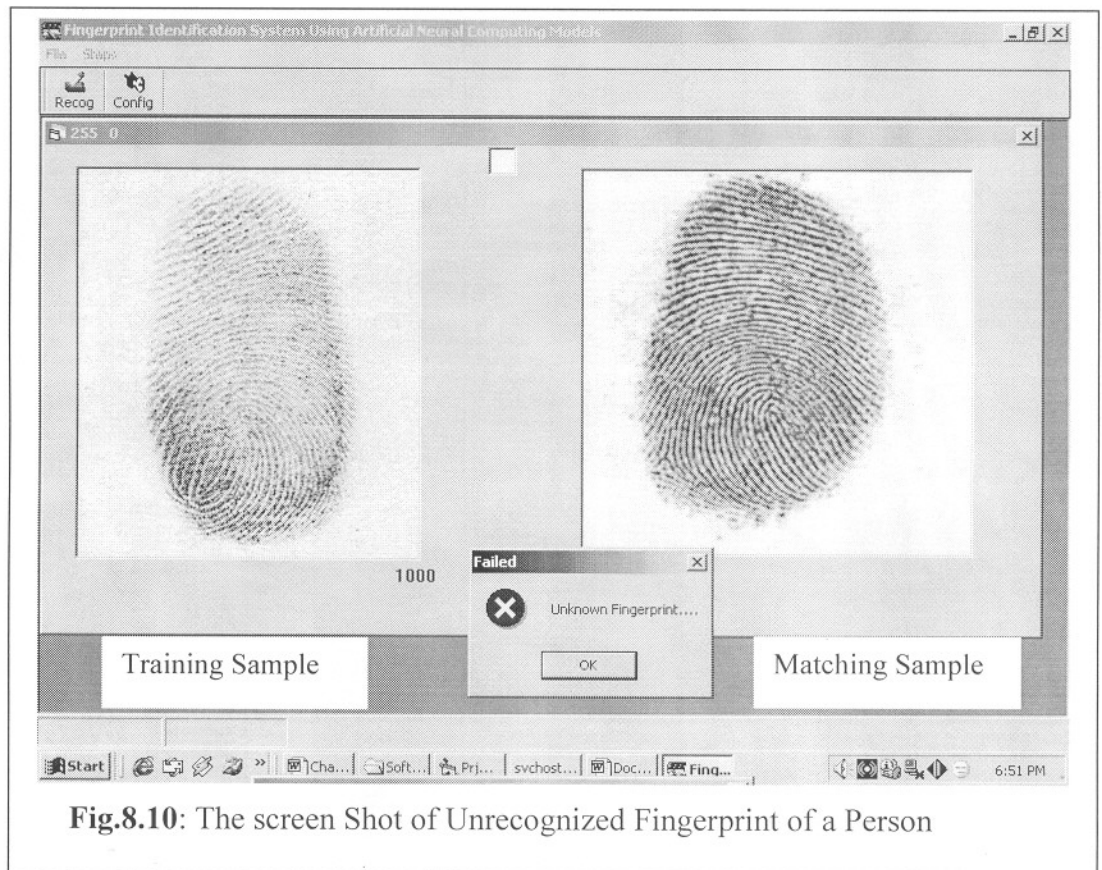 Fingerprint Identification System Using Artificial Neural Computing Models
File Shape
Recog Config
255 0
1000
Failed
Unknown Fingerprint....
OK
Training Sample
Matching Sample
Start » Cha... Soft... Prj... svchost... Doc... Fing... 6:51 PM
Fig.8.10: The screen Shot of Unrecognized Fingerprint of a Person